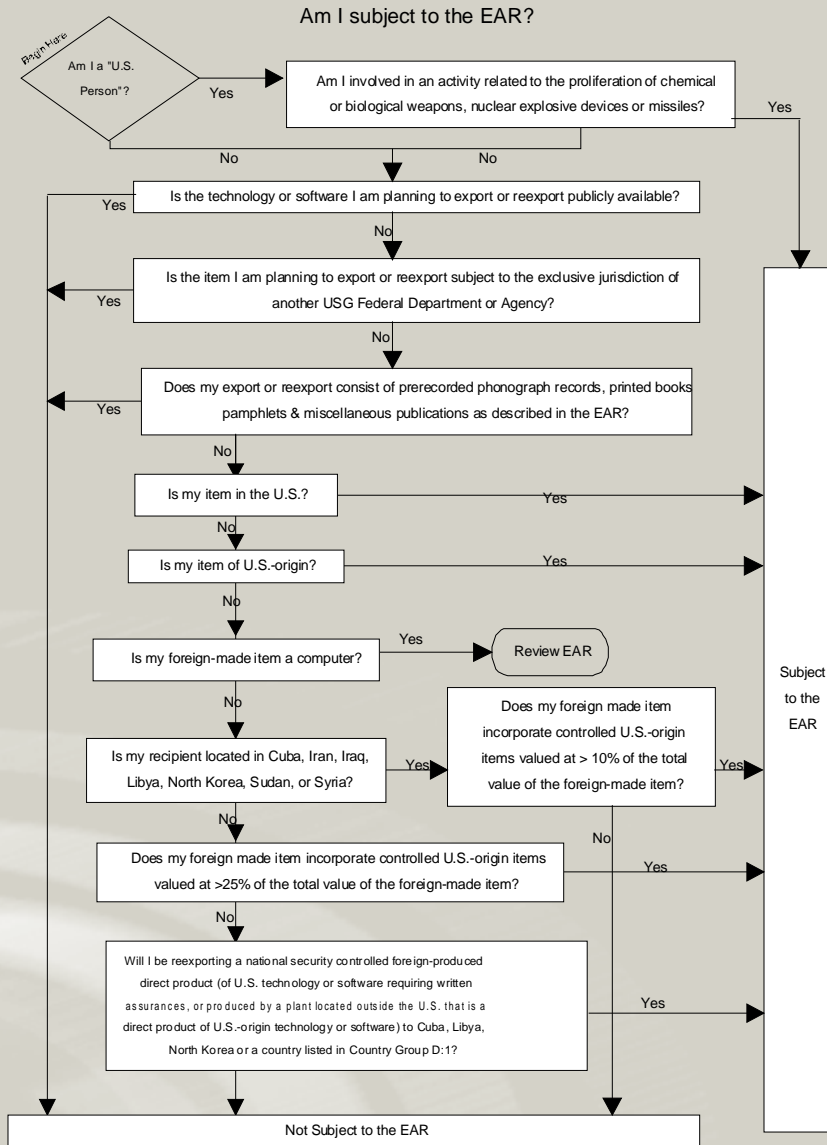 Am I subject to the EAR?
Begin Here
Am I a "U.S.
Person"?
Yes
Am I involved in an activity related to the proliferation of chemical
or biological weapons, nuclear explosive devices or missiles?
Yes
No
No
Is the technology or software I am planning to export or reexport publicly available?
Yes
No
Is the item I am planning to export or reexport subject to the exclusive jurisdiction of
another USG Federal Department or Agency?
Yes
No
Does my export or reexport consist of prerecorded phonograph records, printed books
pamphlets & miscellaneous publications as described in the EAR?
Yes
No
Is my item in the U.S.?
Yes
No
Is my item of U.S.-origin?
Yes
No
Is my foreign-made item a computer?
Yes
Review EAR
No
Is my recipient located in Cuba, Iran, Iraq,
Libya, North Korea, Sudan, or Syria?
Yes
Does my foreign made item
incorporate controlled U.S.-origin
items valued at > 10% of the total
value of the foreign-made item?
Yes
No
No
Does my foreign made item incorporate controlled U.S.-origin items
valued at >25% of the total value of the foreign-made item?
Yes
No
Will I be reexporting a national security controlled foreign-produced
direct product (of U.S. technology or software requiring written
assurances, or produced by a plant located outside the U.S. that is a
direct product of U.S.-origin technology or software) to Cuba, Libya,
North Korea or a country listed in Country Group D:1?
Yes
Subject
to the
EAR
Not Subject to the EAR